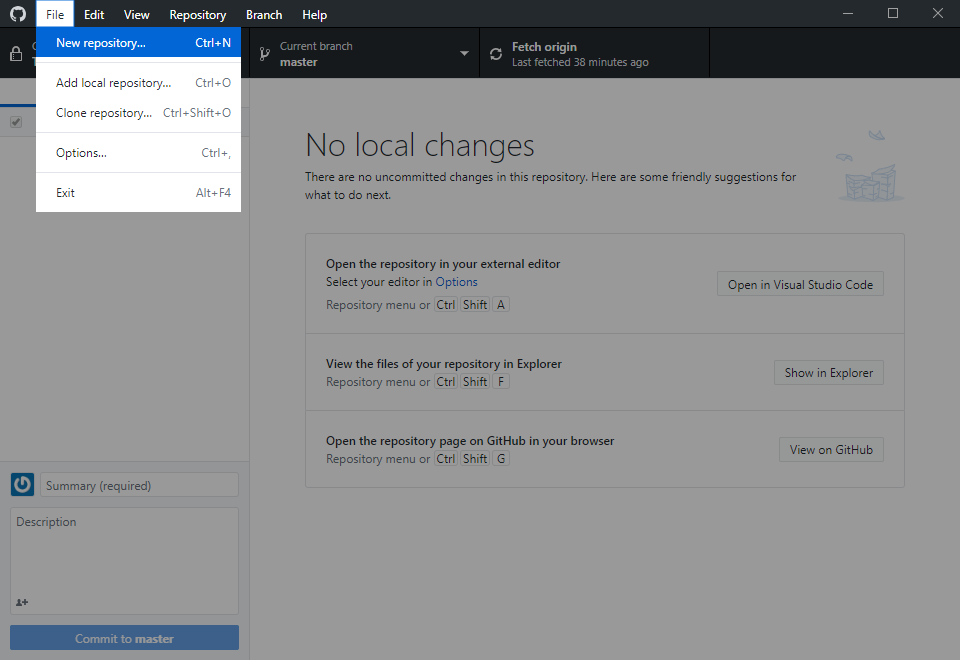 File Edit View Repository Branch Help
New repository... Ctrl+N
Add local repository... Ctrl+O
Clone repository... Ctrl+Shift+O
Options... Ctrl+,
Exit Alt+F4
Current branch
master
Fetch origin
Last fetched 38 minutes ago
No local changes
There are no uncommitted changes in this repository. Here are some friendly suggestions for
what to do next.
Open the repository in your external editor
Select your editor in Options
Repository menu or Ctrl Shift A
Open in Visual Studio Code
View the files of your repository in Explorer
Repository menu or Ctrl Shift F
Show in Explorer
Open the repository page on GitHub in your browser
Repository menu or Ctrl Shift G
View on GitHub
Summary (required)
Description
Commit to master